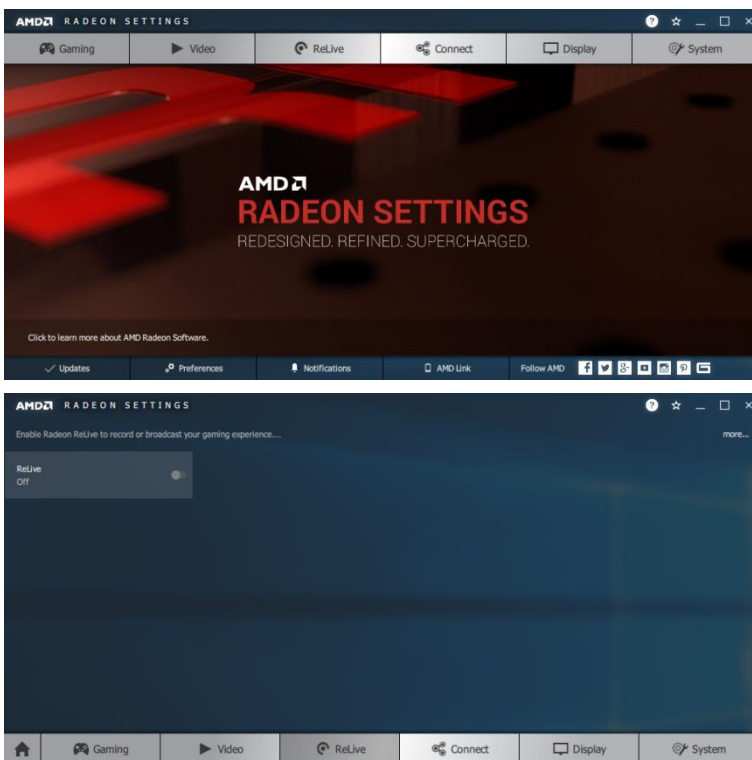 AMD RADEON SETTINGS
Gaming Video ReLive Connect Display System
AMD
RADEON SETTINGS
REDESIGNED. REFINED. SUPERCHARGED.
Click to learn more about AMD Radeon Software.
Updates Preferences Notifications AMD Link Follow AMD
AMD RADEON SETTINGS
Enable Radeon ReLive to record or broadcast your gaming experience.... more...
ReLive
Off
Gaming Video ReLive Connect Display System